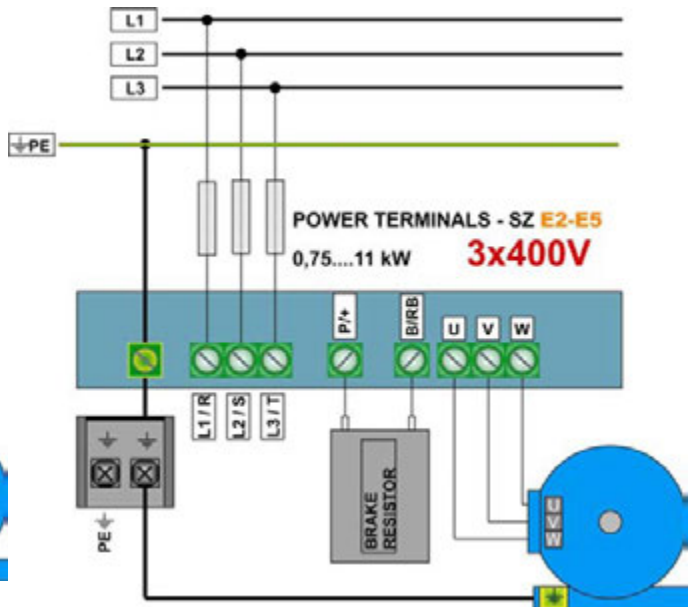 L1
L2
L3
PE
POWER TERMINALS - SZ E2-E5
0,75....11 kW 3x400V
P/+
B/RB
U V W
L1/R
L2/S
L3/T
BRAKE
RESISTOR
PE
U
V
W